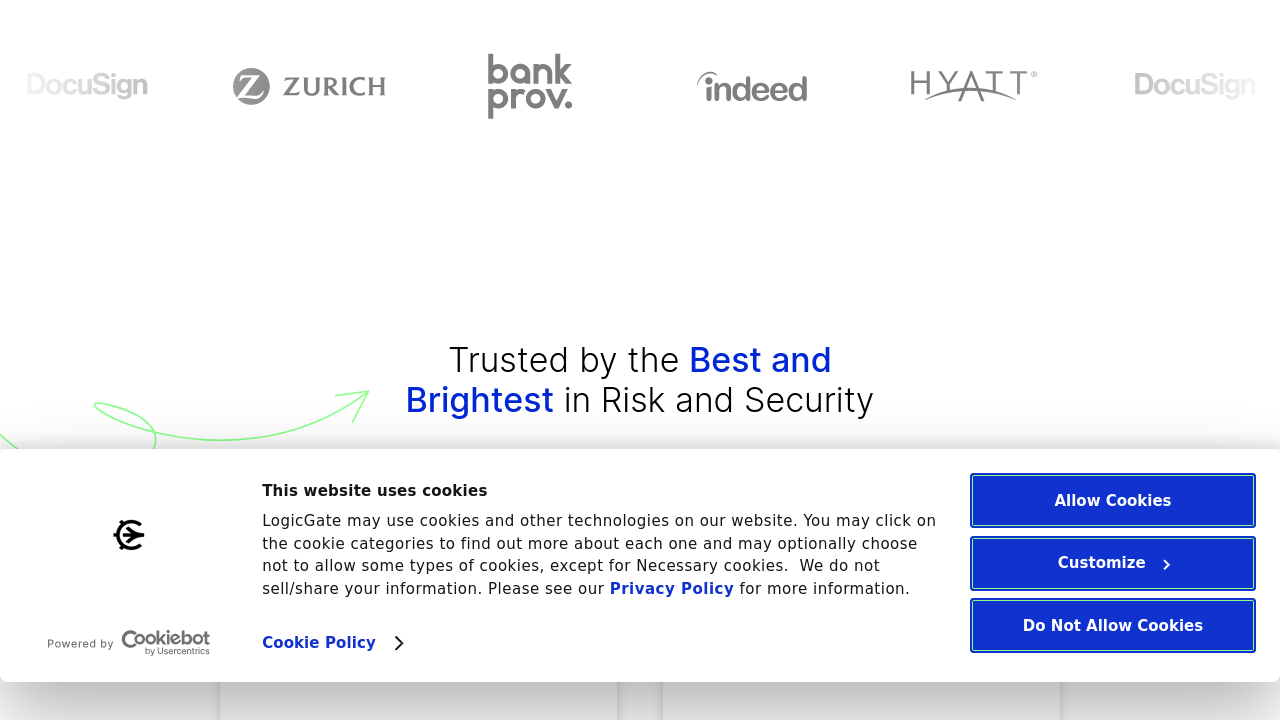 DocuSign
ZURICH
bank
prov.
indeed
HYATT®
DocuSign
Trusted by the Best and
Brightest in Risk and Security
This website uses cookies
LogicGate may use cookies and other technologies on our website. You may click on
the cookie categories to find out more about each one and may optionally choose
not to allow some types of cookies, except for Necessary cookies.  We do not
sell/share your information. Please see our Privacy Policy for more information.
Cookie Policy
Powered by Cookiebot
by Usercentrics
Allow Cookies
Customize
Do Not Allow Cookies